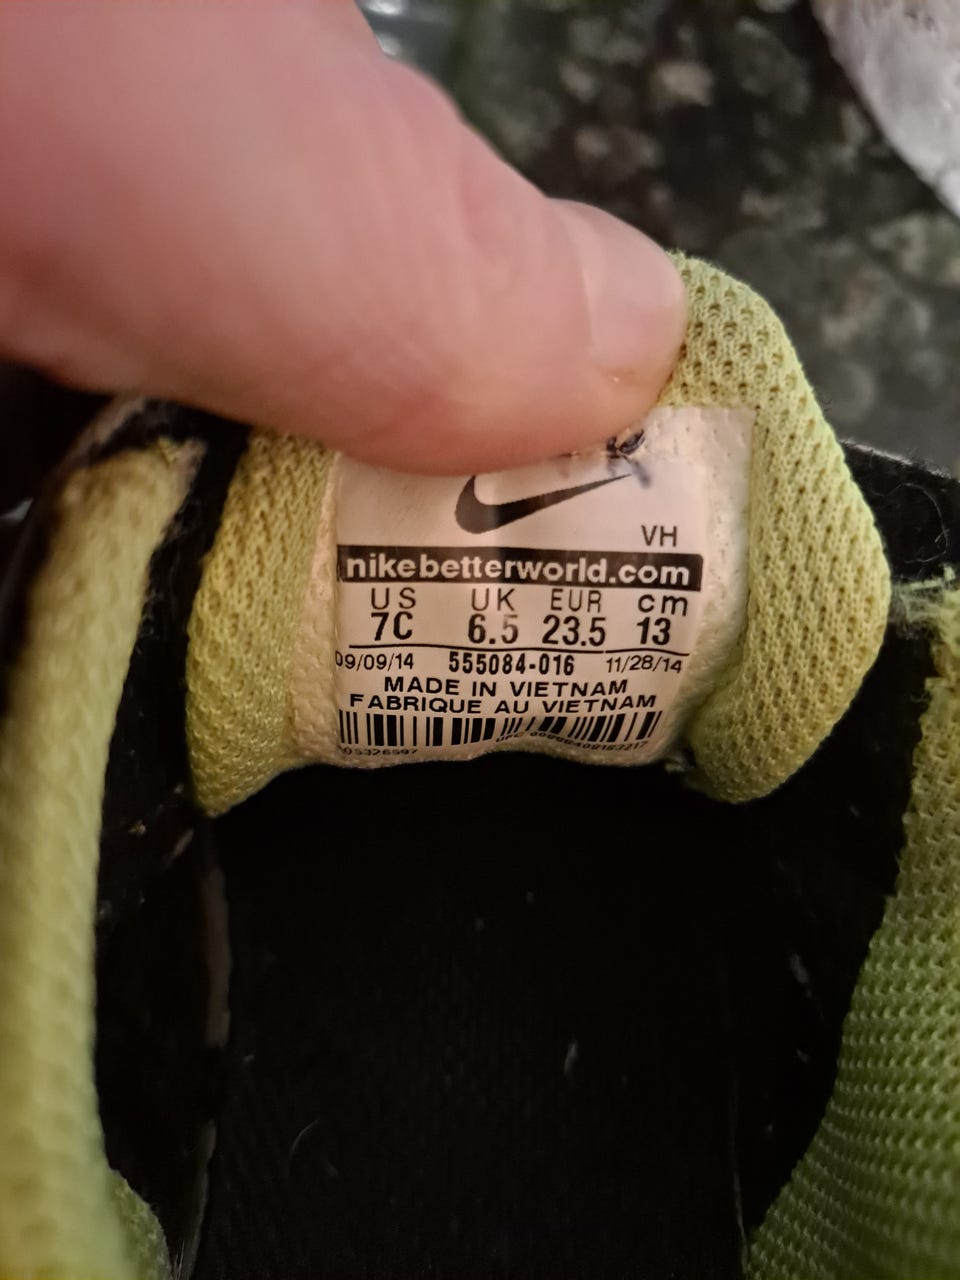 VH
nikebetterworld.com
US UK EUR cm
7C 6.5 23.5 13
09/09/14 555084-016 11/28/14
MADE IN VIETNAM
FABRIQUE AU VIETNAM
UPC